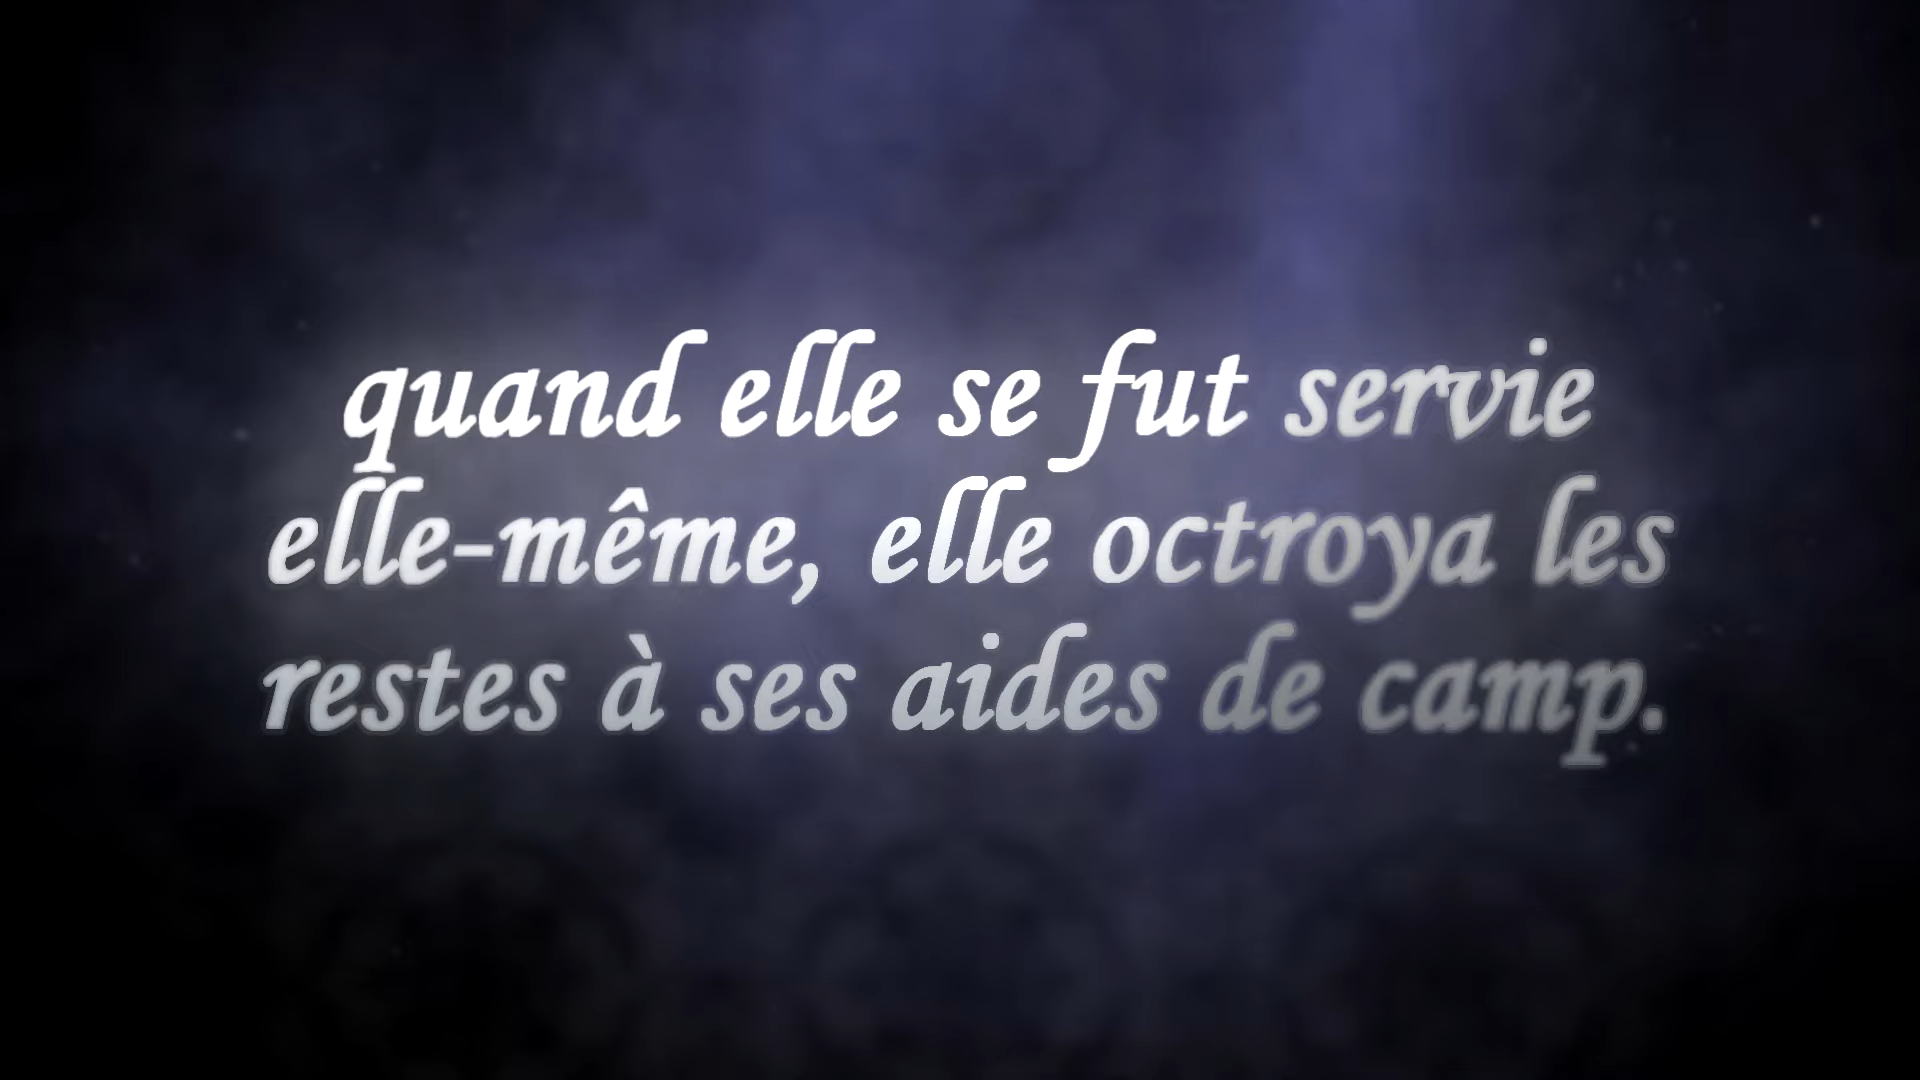 quand elle se fut servie
elle-même, elle octroya les
restes à ses aides de camp.